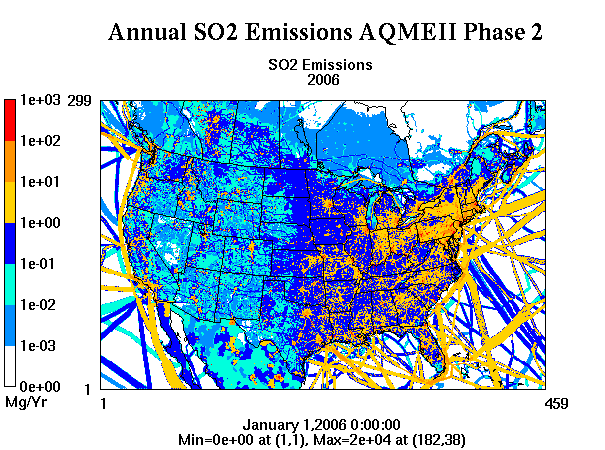 Annual SO2 Emissions AQMEII Phase 2
SO2 Emissions
2006
1e+03
1e+02
1e+01
1e+00
1e-01
1e-02
1e-03
0e+00
Mg/Yr
299
1
1
459
January 1,2006 0:00:00
Min=0e+00 at (1,1), Max=2e+04 at (182,38)